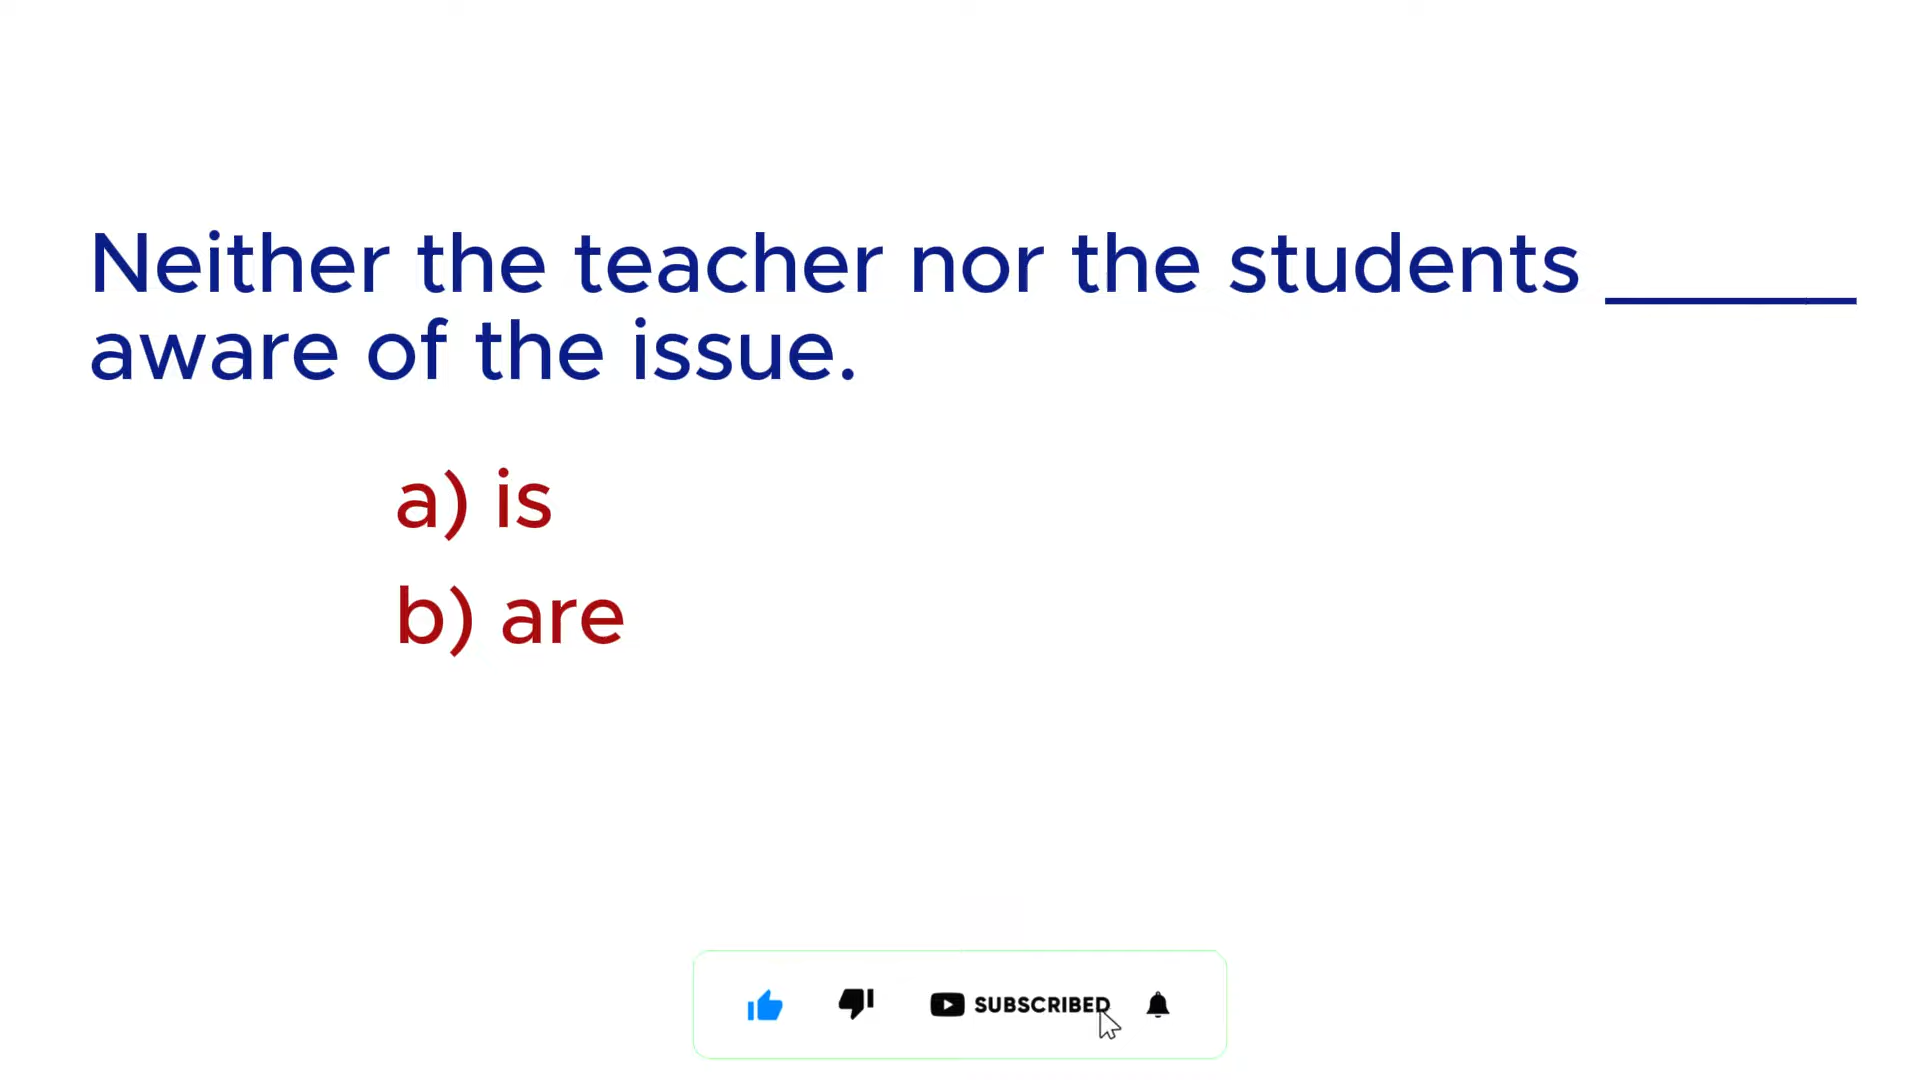 Neither the teacher nor the students ______
aware of the issue.
a) is
b) are
SUBSCRIBED